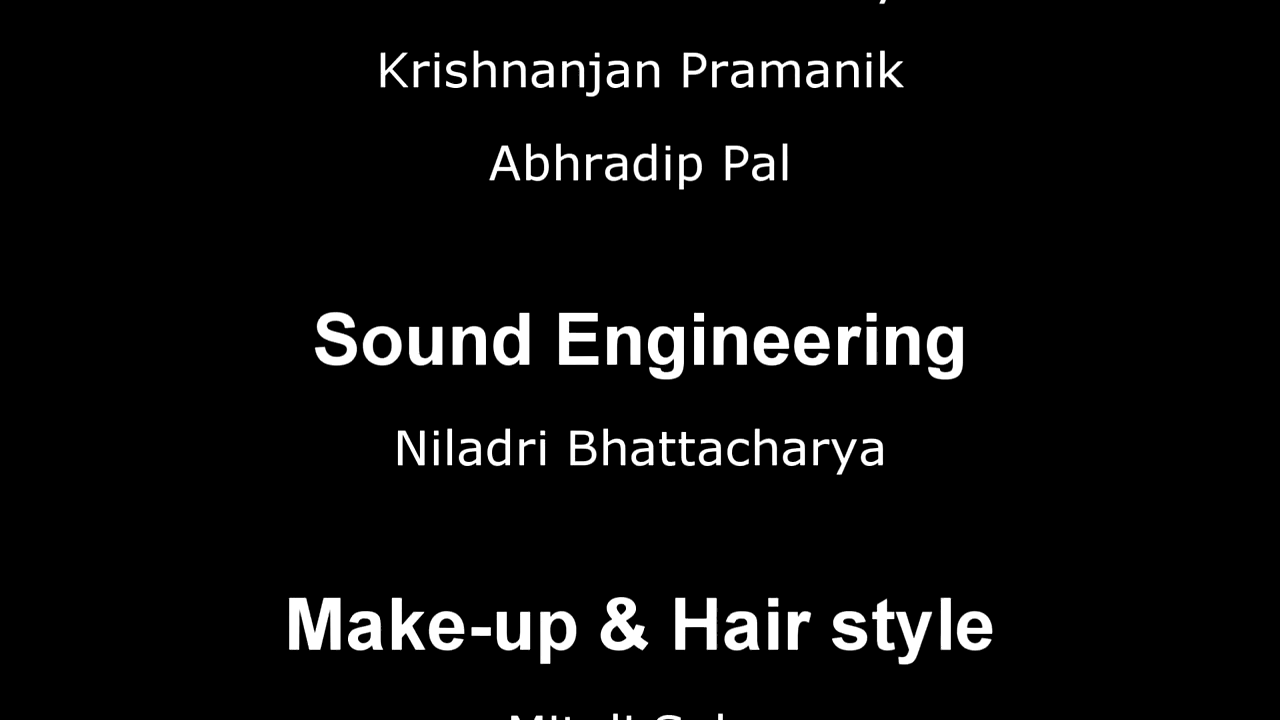 Krishnanjan Pramanik
Abhradip Pal
Sound Engineering
Niladri Bhattacharya
Make-up & Hair style